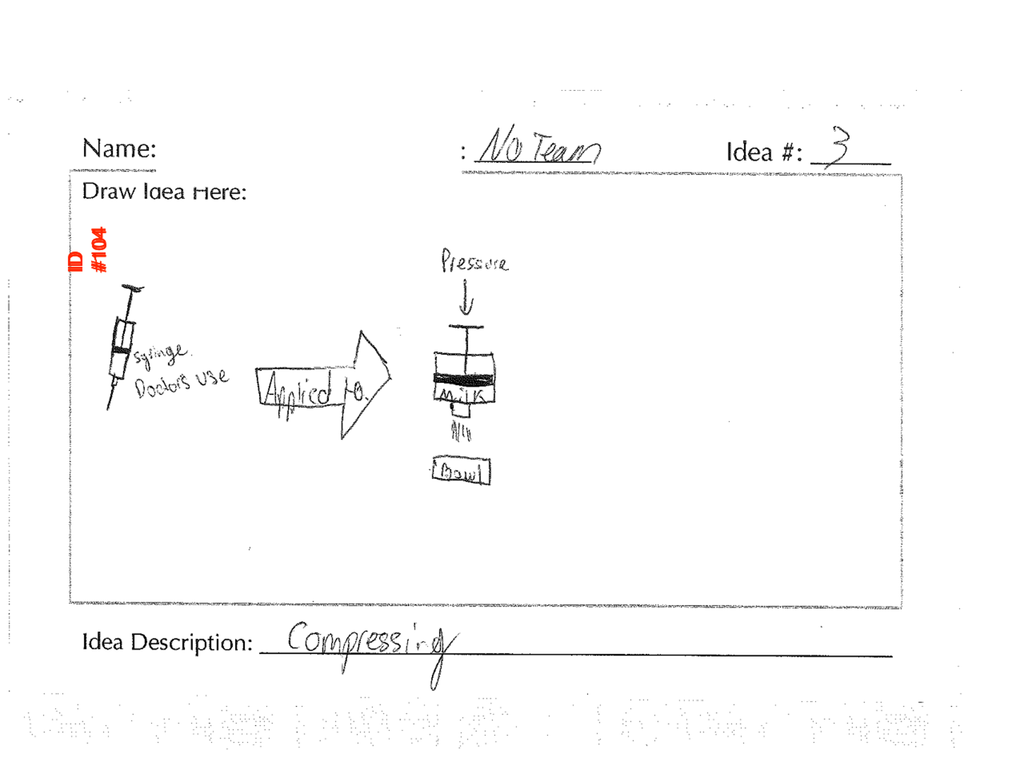 Name:
: No Team
Idea #: 3
Draw Idea Here:
ID
#104
Pressure
syringe
Doctors use
Applied to
Milk
Bowl
Idea Description: Compressing